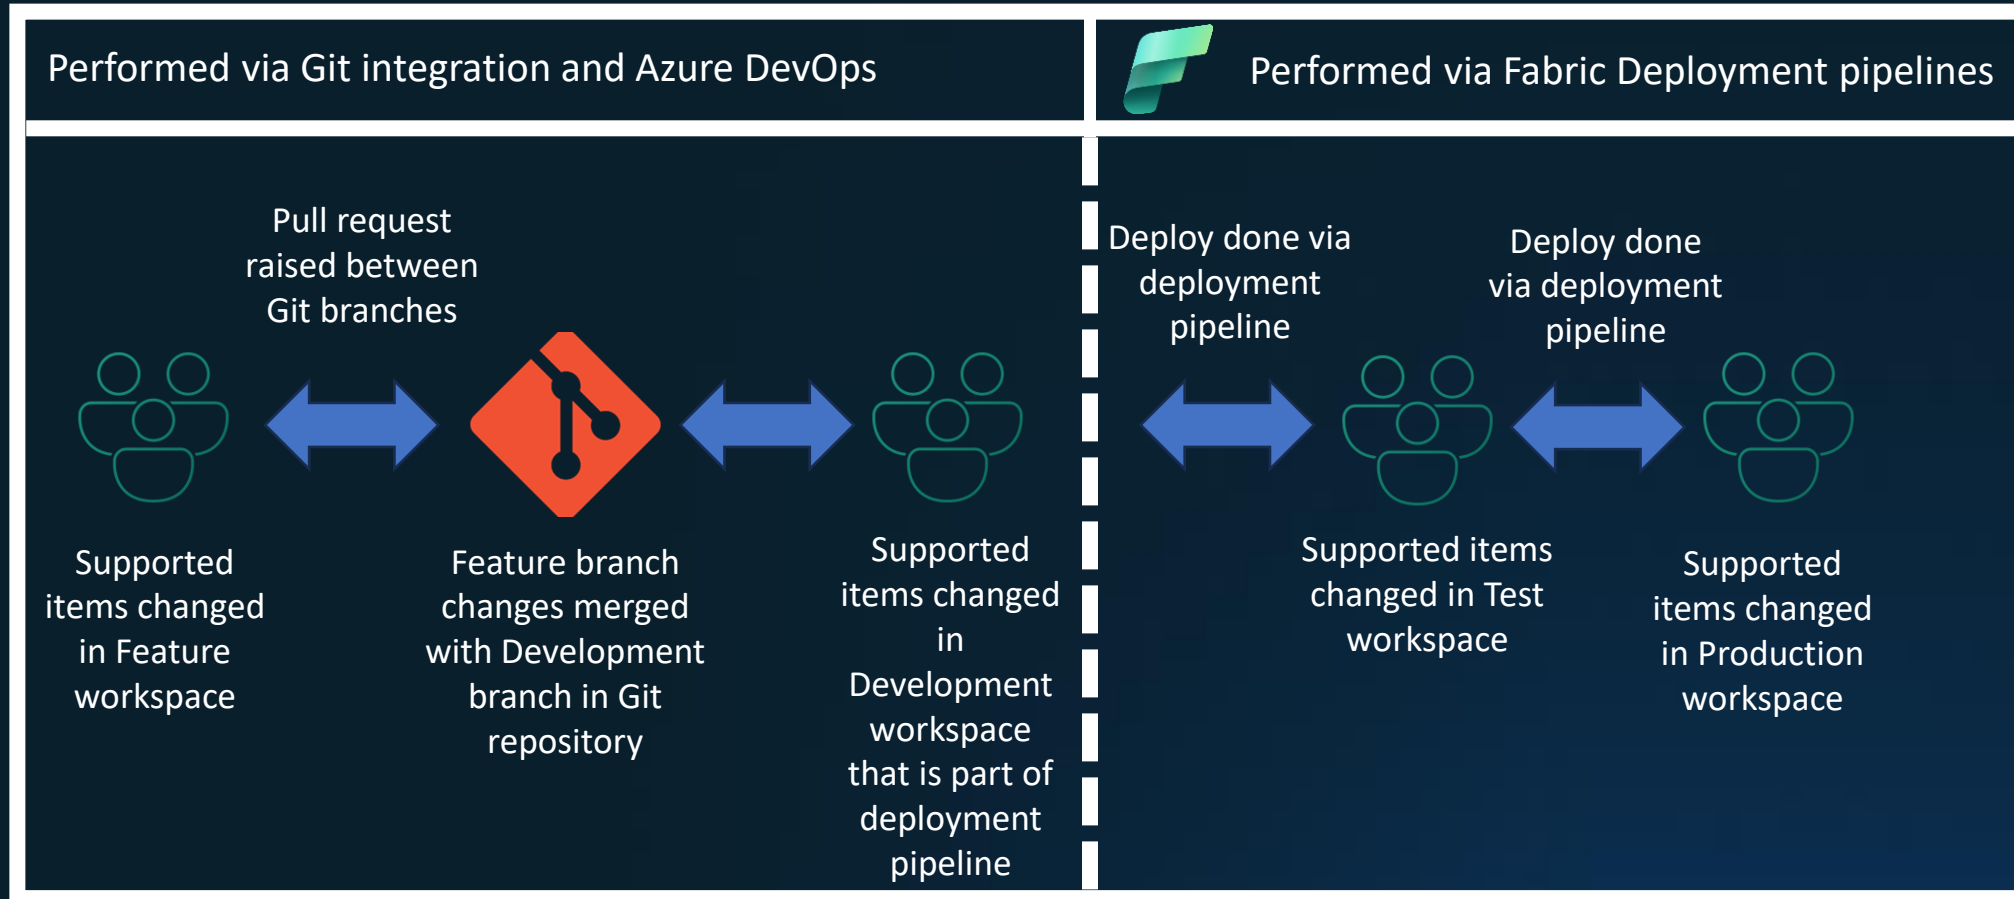 Performed via Git integration and Azure DevOps
Performed via Fabric Deployment pipelines
Pull request
raised between
Git branches
Deploy done via
deployment
pipeline
Deploy done
via deployment
pipeline
Supported
items changed
in Feature
workspace
Feature branch
changes merged
with Development
branch in Git
repository
Supported
items changed
in
Development
workspace
that is part of
deployment
pipeline
Supported items
changed in Test
workspace
Supported
items changed
in Production
workspace